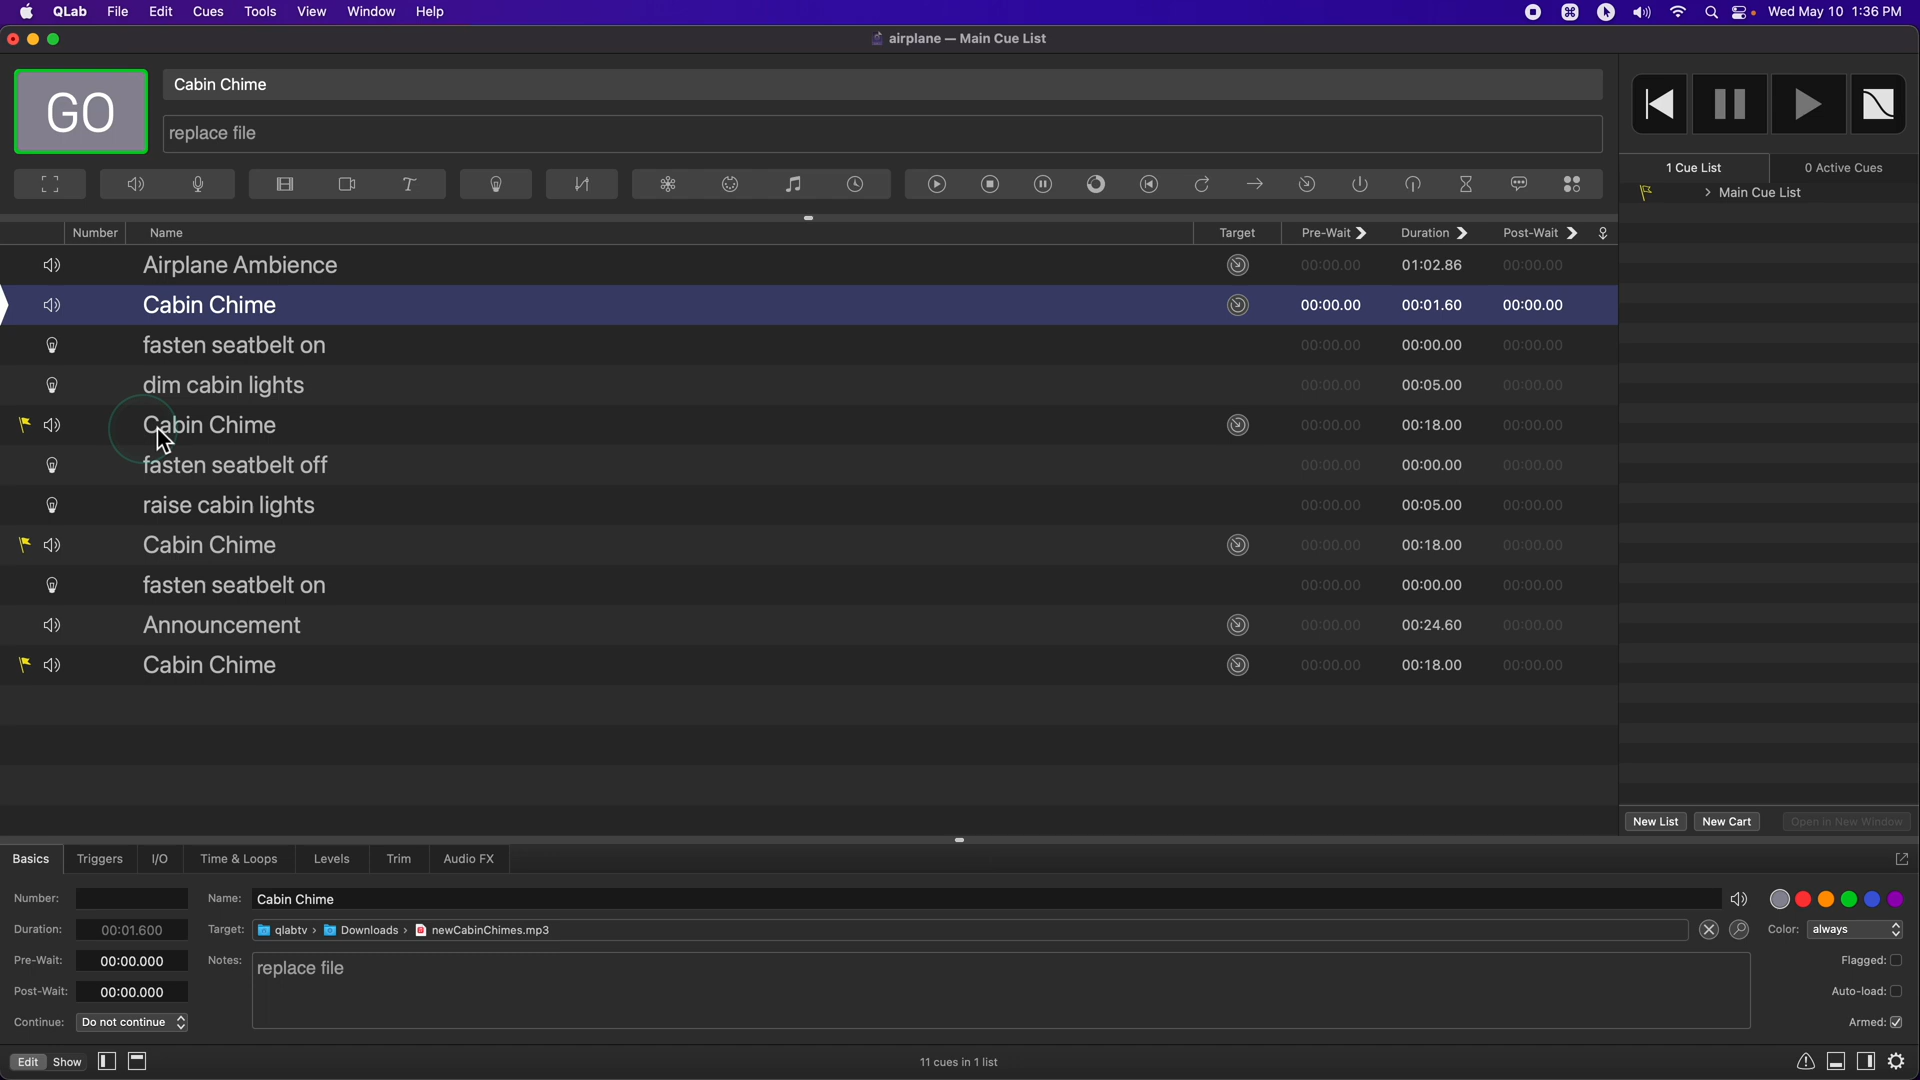 QLab File Edit Cues Tools View Window Help Wed May 10 1:36 PM
airplane — Main Cue List
GO
Cabin Chime
replace file
1 Cue List 0 Active Cues
Main Cue List
Number Name Target Pre-Wait Duration Post-Wait
Airplane Ambience 00:00.00 01:02.86 00:00.00
Cabin Chime 00:00.00 00:01.60 00:00.00
fasten seatbelt on 00:00.00 00:00.00 00:00.00
dim cabin lights 00:00.00 00:05.00 00:00.00
Cabin Chime 00:00.00 00:18.00 00:00.00
fasten seatbelt off 00:00.00 00:00.00 00:00.00
raise cabin lights 00:00.00 00:05.00 00:00.00
Cabin Chime 00:00.00 00:18.00 00:00.00
fasten seatbelt on 00:00.00 00:00.00 00:00.00
Announcement 00:00.00 00:24.60 00:00.00
Cabin Chime 00:00.00 00:18.00 00:00.00
New List New Cart Open in New Window
Basics Triggers I/O Time & Loops Levels Trim Audio FX
Number: Name: Cabin Chime
Duration: 00:01.600 Target: qlabtv › Downloads › newCabinChimes.mp3 Color: always
Pre-Wait: 00:00.000 Notes: replace file Flagged:
Post-Wait: 00:00.000 Auto-load:
Continue: Do not continue Armed:
Edit Show 11 cues in 1 list